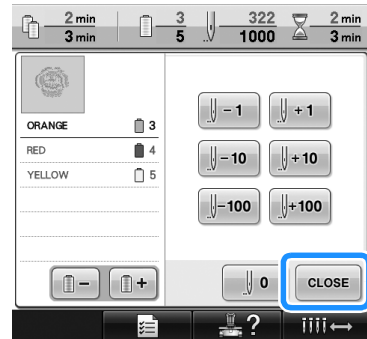 2 min 3 322 2 min
3 min 5 1000 3 min
- 1 + 1
ORANGE 3
RED 4
- 10 + 10
YELLOW 5
-100 +100
- + 0 CLOSE
?